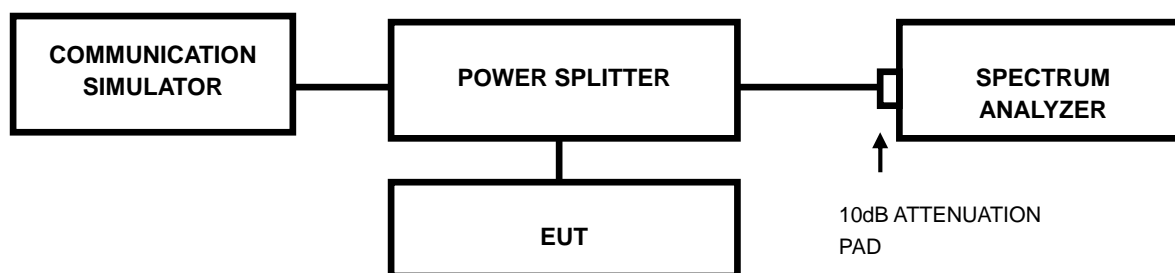 COMMUNICATION
SIMULATOR
POWER SPLITTER
SPECTRUM
ANALYZER
EUT
10dB ATTENUATION
PAD